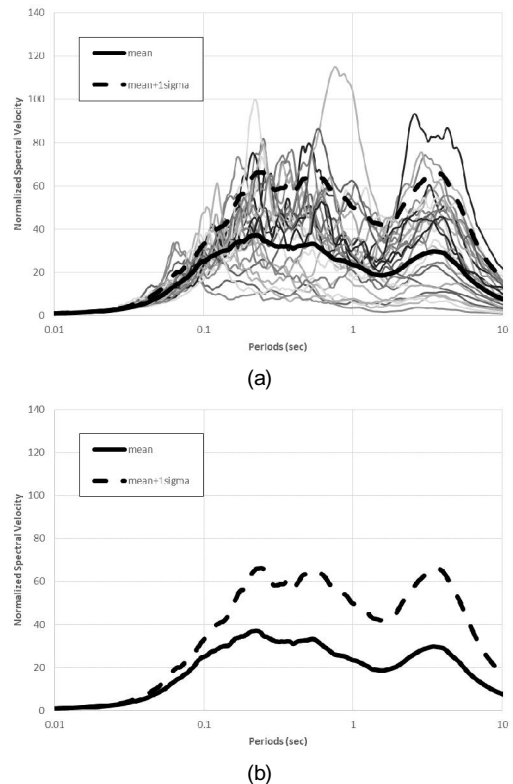 140
120
100
80
60
40
20
0
Normalized Spectral Velocity
mean
mean+1sigma
0.01 0.1 1 10
Periods (sec)
(a)
140
120
100
80
60
40
20
0
Normalized Spectral Velocity
mean
mean+1sigma
0.01 0.1 1 10
Periods (sec)
(b)